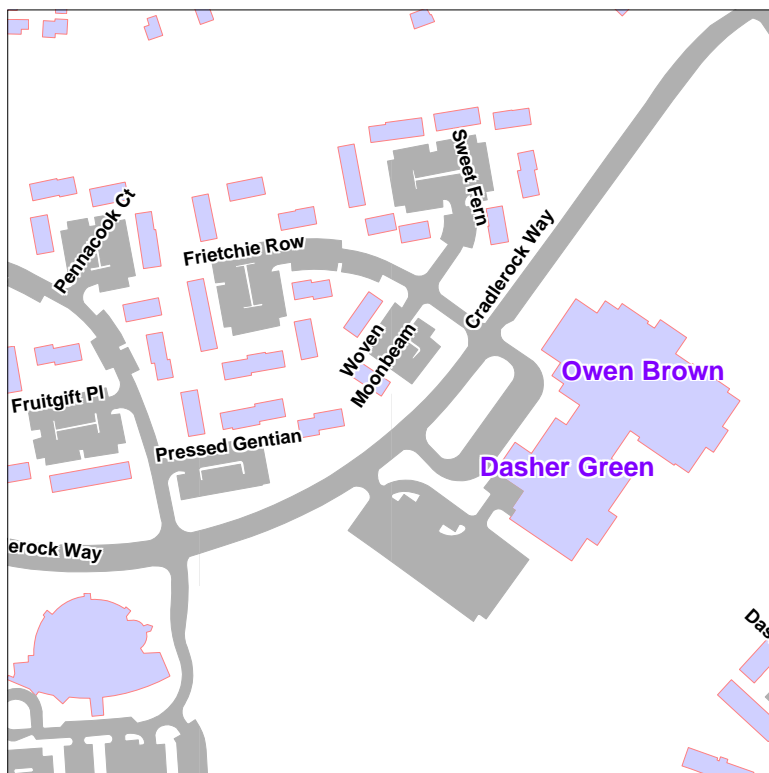 Sweet Fern
Pennacook Ct
Frietchie Row
Cradlerock Way
Woven
Moonbeam
Owen Brown
Fruitgift Pl
Pressed Gentian
Dasher Green
erock Way
Das